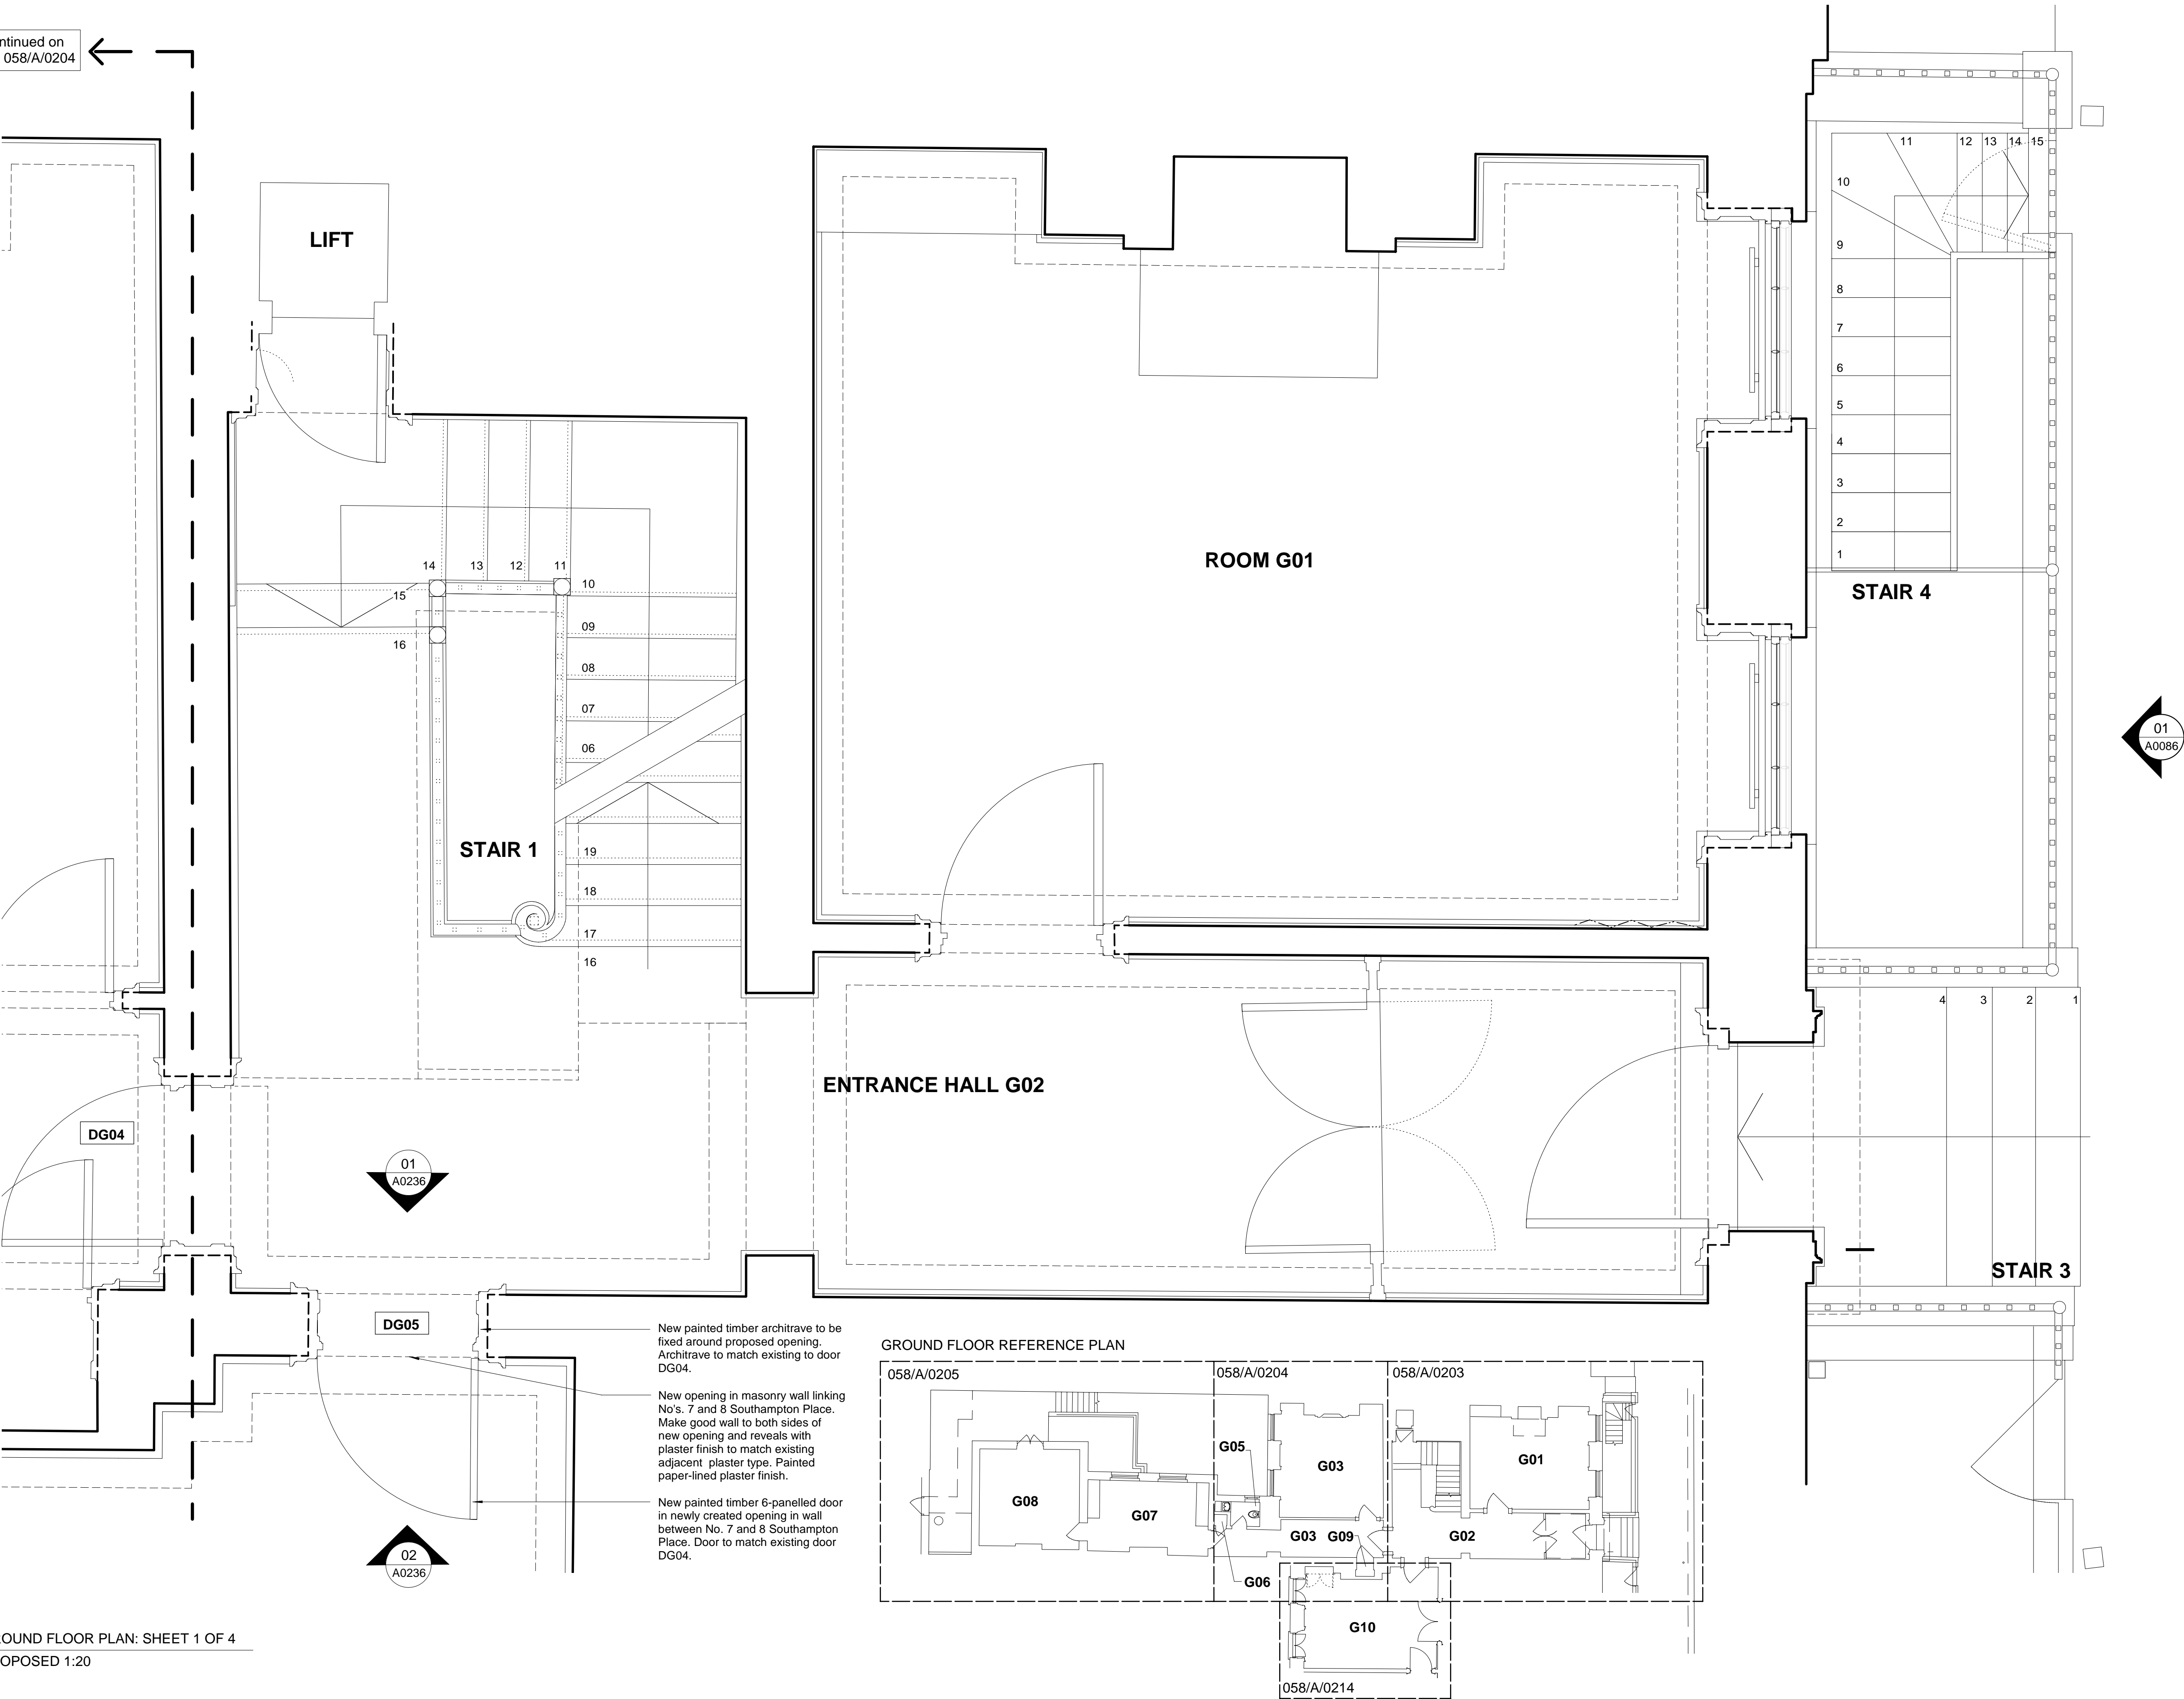 ntinued on
058/A/0204
LIFT
11
12
13
14
15
10
9
8
7
6
5
4
3
2
1
STAIR 4
ROOM G01
14
13
12
11
10
15
09
16
08
07
06
STAIR 1
19
18
17
16
01
A0086
4
3
2
1
ENTRANCE HALL G02
DG04
01
A0236
STAIR 3
DG05
New painted timber architrave to be
fixed around proposed opening.
Architrave to match existing to door
DG04.
New opening in masonry wall linking
No's. 7 and 8 Southampton Place.
Make good wall to both sides of
new opening and reveals with
plaster finish to match existing
adjacent plaster type. Painted
paper-lined plaster finish.
New painted timber 6-panelled door
in newly created opening in wall
between No. 7 and 8 Southampton
Place. Door to match existing door
DG04.
02
A0236
GROUND FLOOR REFERENCE PLAN
058/A/0205
058/A/0204
058/A/0203
G05
G03
G01
G08
G07
G03
G09
G02
G06
G10
058/A/0214
OUND FLOOR PLAN: SHEET 1 OF 4
OPOSED 1:20